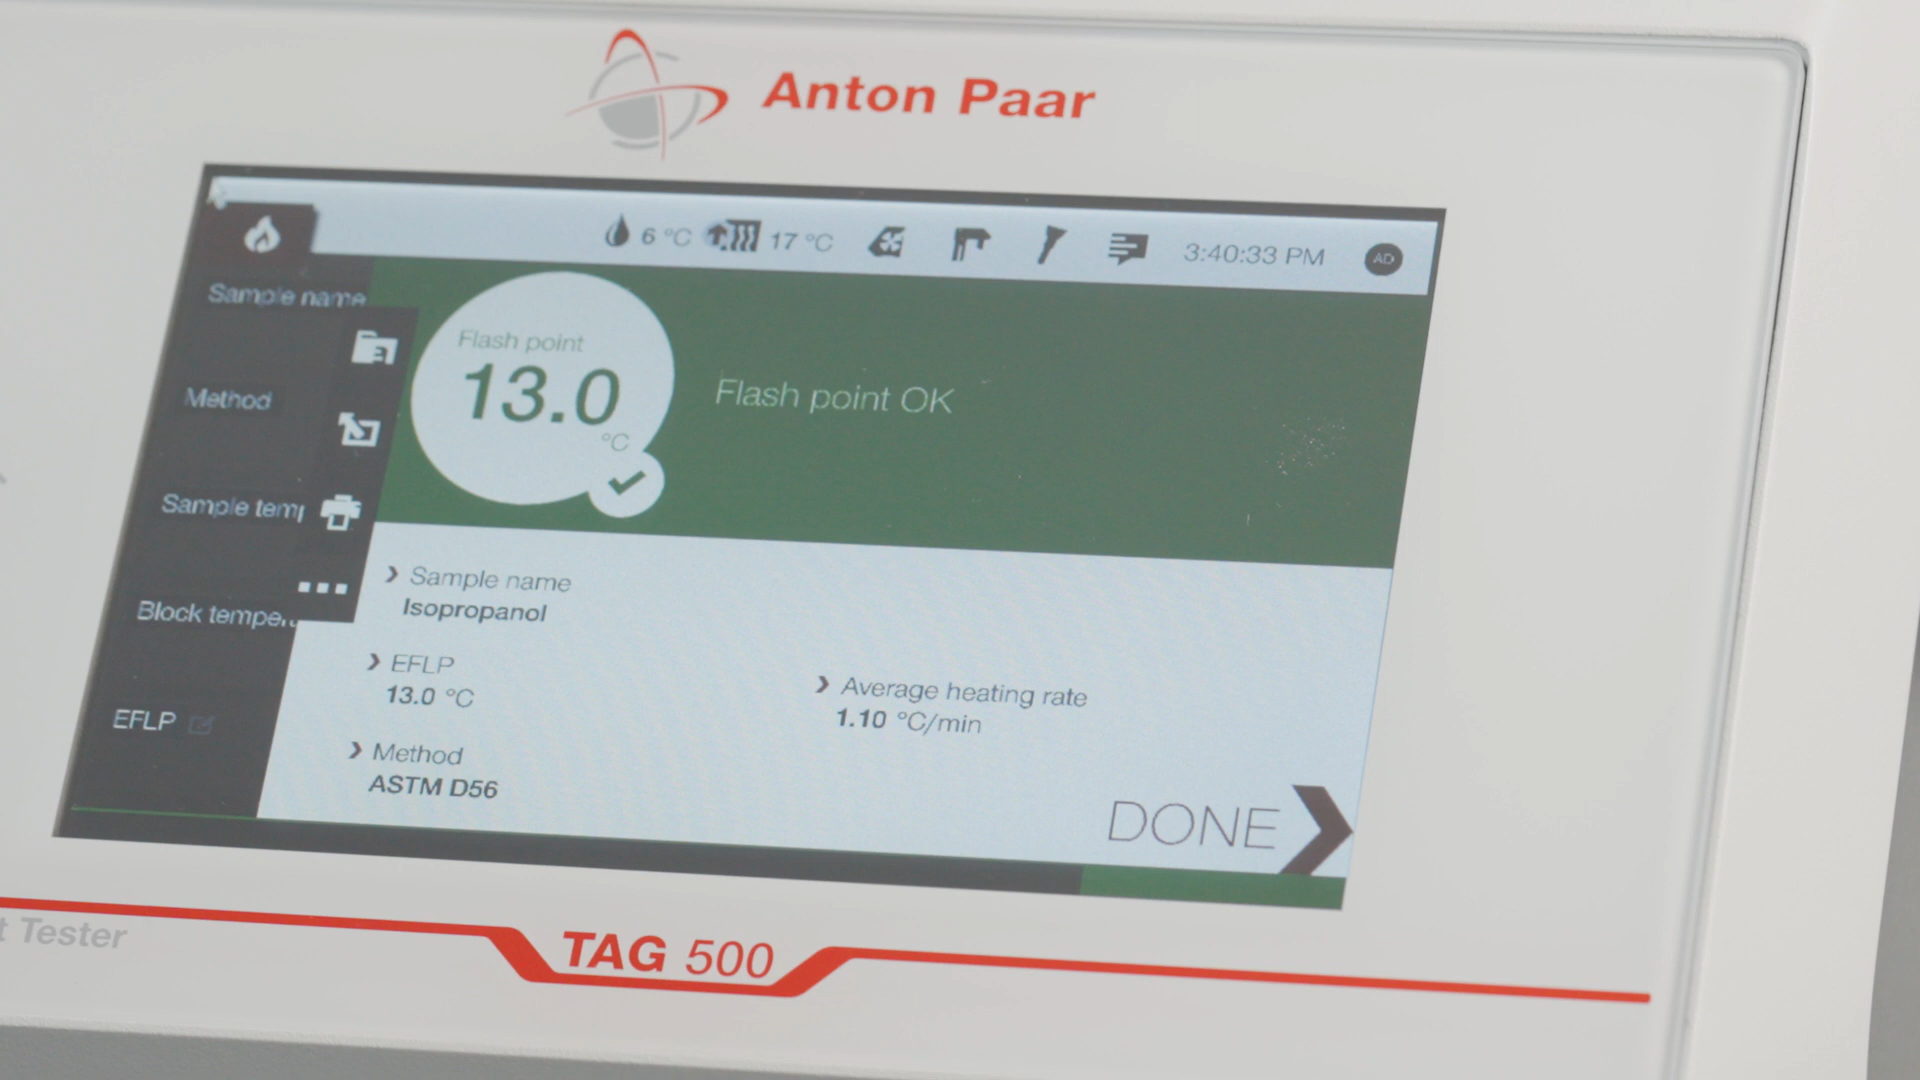 Anton Paar
6 °C
17 °C
3:40:33 PM
AD
Sample name
Method
Sample temp
Block temper
EFLP
Flash point
13.0
°C
Flash point OK
Sample name
Isopropanol
EFLP
13.0 °C
Average heating rate
1.10 °C/min
Method
ASTM D56
DONE
t Tester
TAG 500